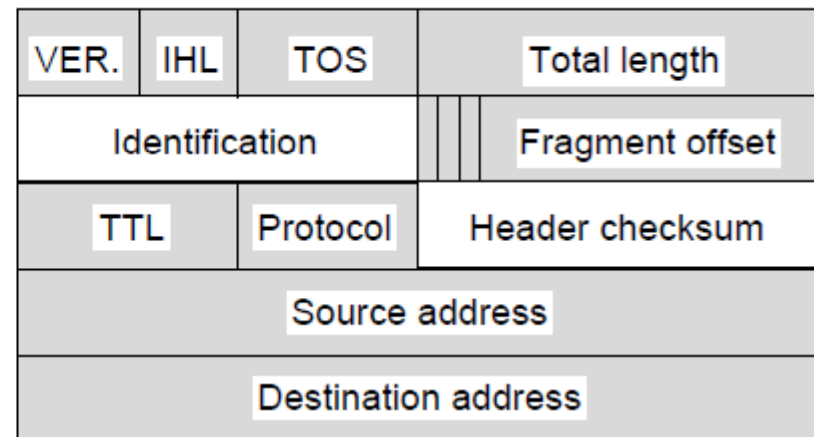 VER. IHL TOS Total length
Identification Fragment offset
TTL Protocol Header checksum
Source address
Destination address